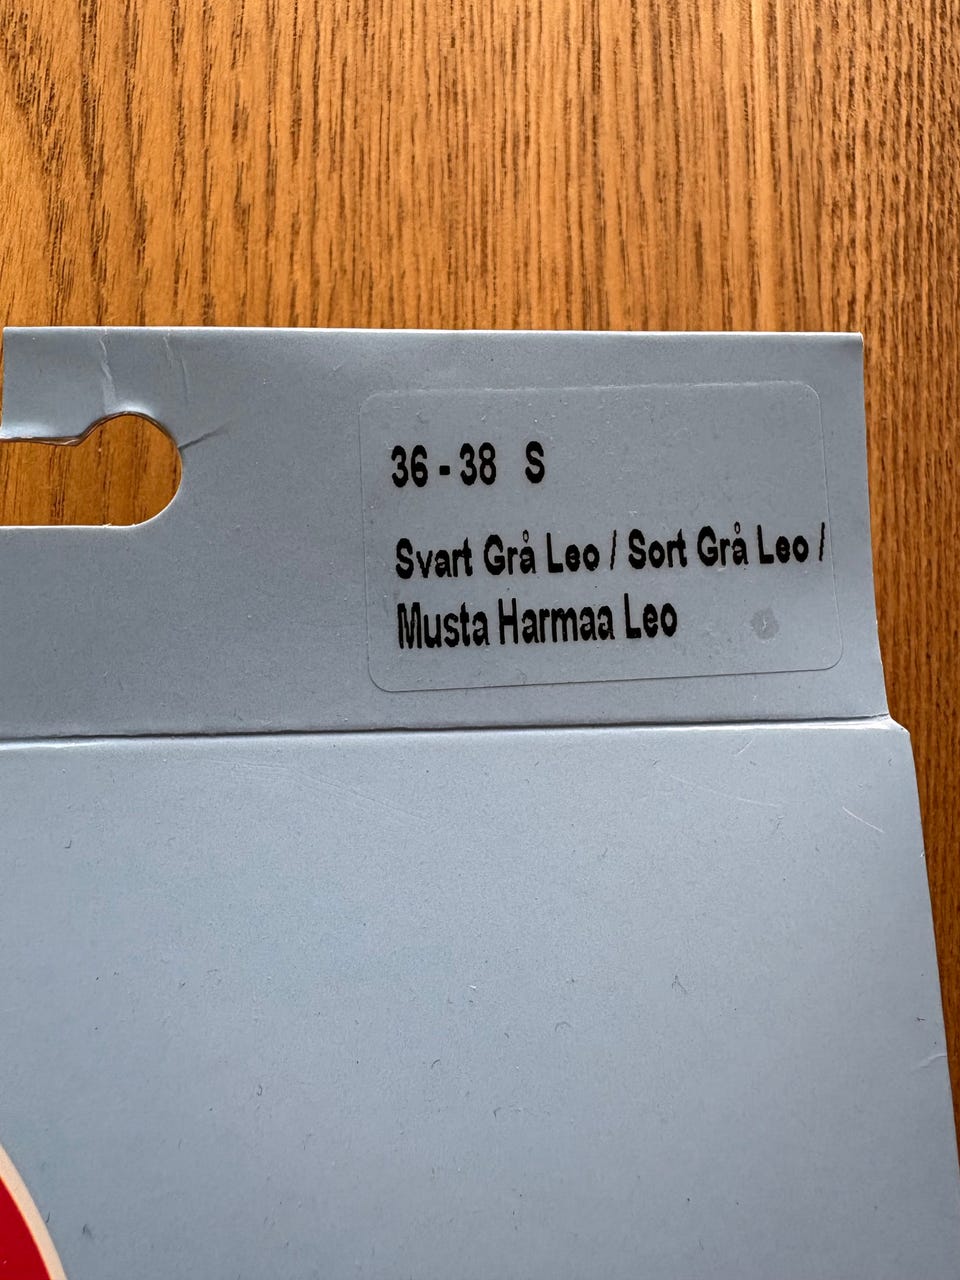 36 - 38 S
Svart Grå Leo / Sort Grå Leo /
Musta Harmaa Leo